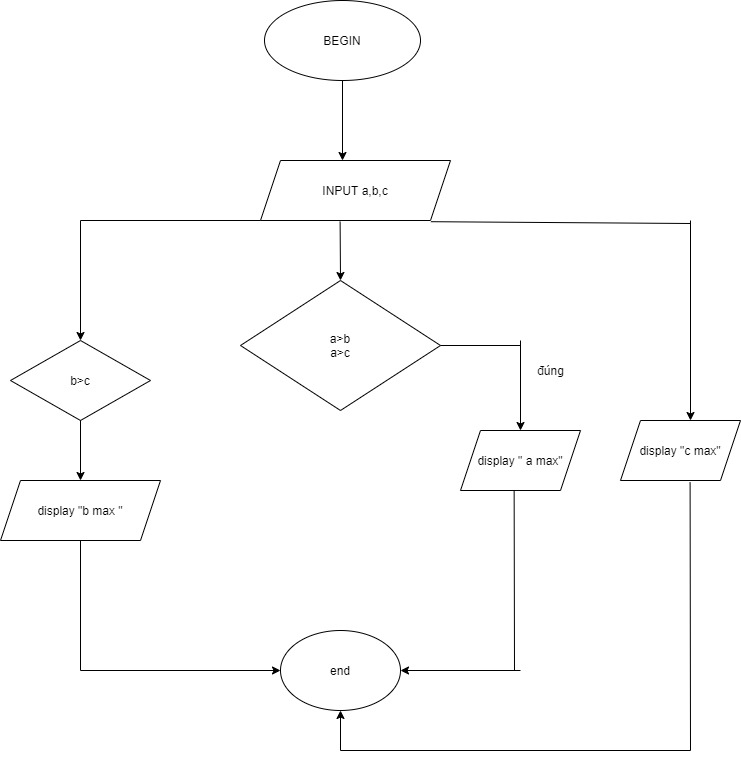 BEGIN
INPUT a,b,c
a>b
a>c
đúng
b>c
display "c max"
display " a max"
display "b max "
end